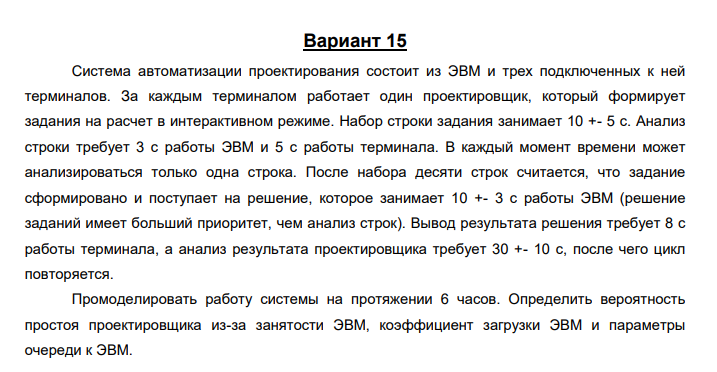 Вариант 15
Система автоматизации проектирования состоит из ЭВМ и трех подключенных к ней
терминалов. За каждым терминалом работает один проектировщик, который формирует
задания на расчет в интерактивном режиме. Набор строки задания занимает 10 +- 5 с. Анализ
строки требует 3 с работы ЭВМ и 5 с работы терминала. В каждый момент времени может
анализироваться только одна строка. После набора десяти строк считается, что задание
сформировано и поступает на решение, которое занимает 10 +- 3 с работы ЭВМ (решение
заданий имеет больший приоритет, чем анализ строк). Вывод результата решения требует 8 с
работы терминала, а анализ результата проектировщика требует 30 +- 10 с, после чего цикл
повторяется.
Промоделировать работу системы на протяжении 6 часов. Определить вероятность
простоя проектировщика из-за занятости ЭВМ, коэффициент загрузки ЭВМ и параметры
очереди к ЭВМ.